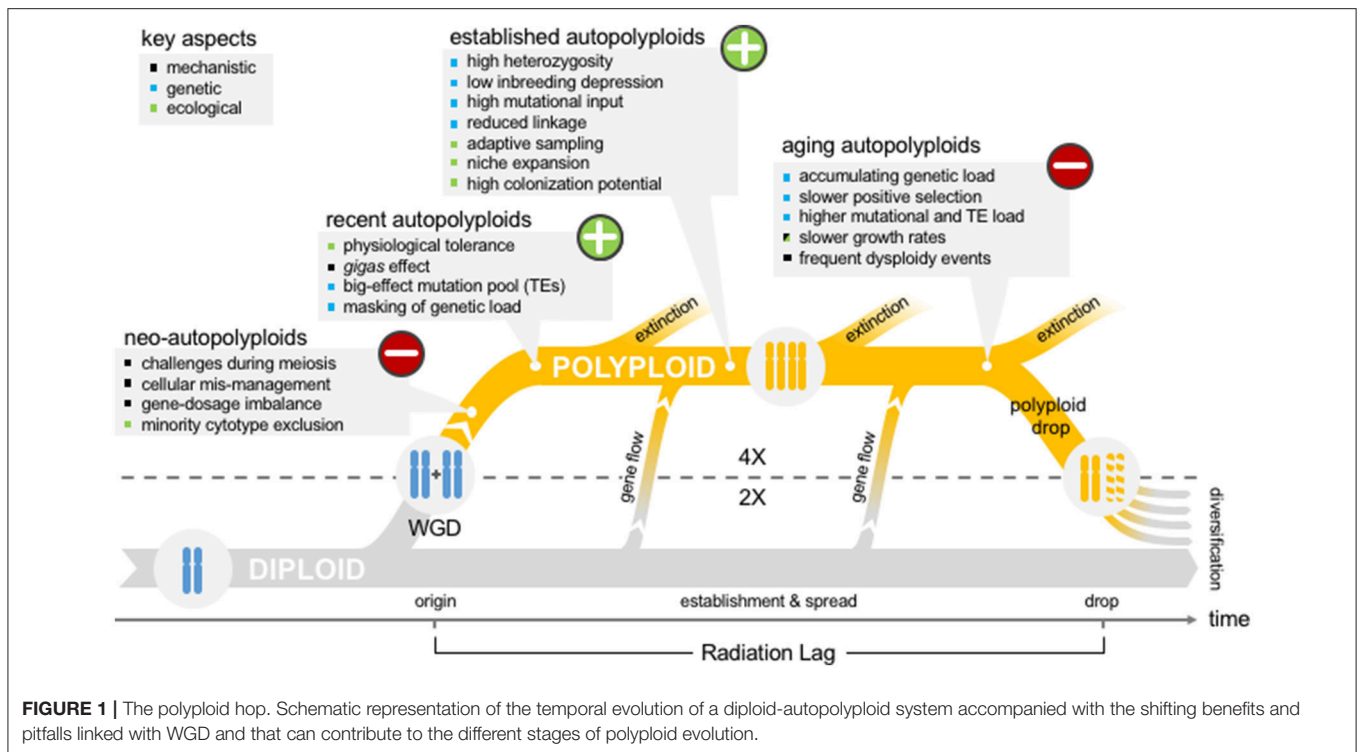 key aspects
mechanistic
genetic
ecological
established autopolyploids
high heterozygosity
low inbreeding depression
high mutational input
reduced linkage
adaptive sampling
niche expansion
high colonization potential
aging autopolyploids
accumulating genetic load
slower positive selection
higher mutational and TE load
slower growth rates
frequent dysploidy events
recent autopolyploids
physiological tolerance
gigas effect
big-effect mutation pool (TEs)
masking of genetic load
neo-autopolyploids
challenges during meiosis
cellular mis-management
gene-dosage imbalance
minority cytotype exclusion
extinction
extinction
extinction
POLYPLOID
polyploid
drop
gene flow
gene flow
4X
2X
WGD
DIPLOID
diversification
origin
establishment & spread
drop
time
Radiation Lag
FIGURE 1 | The polyploid hop. Schematic representation of the temporal evolution of a diploid-autopolyploid system accompanied with the shifting benefits and
pitfalls linked with WGD and that can contribute to the different stages of polyploid evolution.